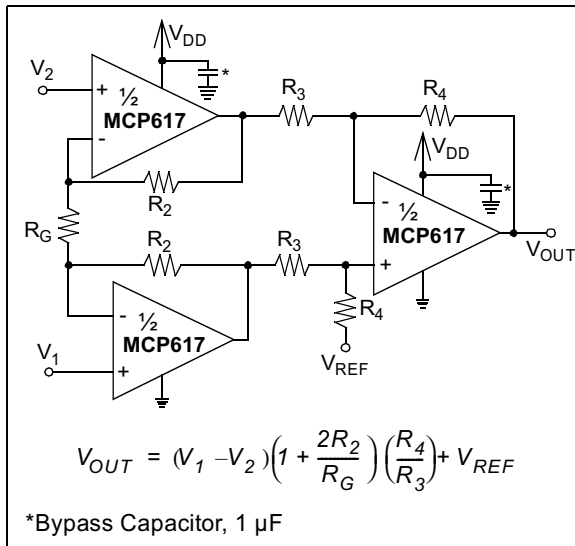 V_DD
V_2
+ ½ *
MCP617
-
R_3
R_4
V_DD
R_2
R_G
*
- ½
MCP617
+
V_OUT
R_2
R_3
R_4
- ½
MCP617
+
V_1
V_REF
V_OUT = (V_1 – V_2)(1 + 2R_2/R_G)(R_4/R_3) + V_REF
*Bypass Capacitor, 1 µF